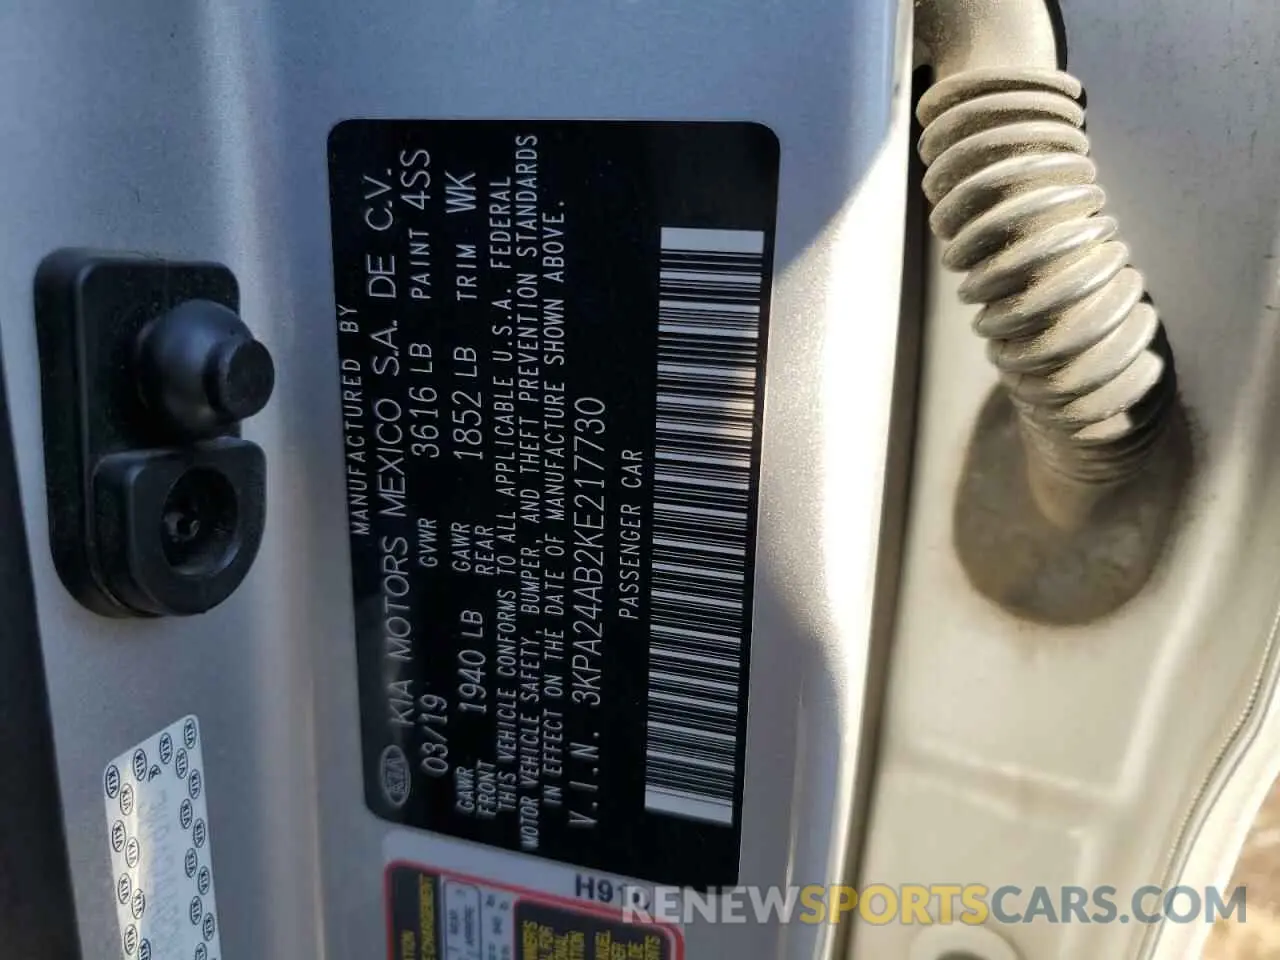 MANUFACTURED BY
KIA KIA MOTORS MEXICO S.A. DE C.V.
03/19 GVWR 3616 LB PAINT 4SS
GAWR FRONT 1940 LB GAWR REAR 1852 LB TRIM WK
THIS VEHICLE CONFORMS TO ALL APPLICABLE U.S.A. FEDERAL
MOTOR VEHICLE SAFETY, BUMPER, AND THEFT PREVENTION STANDARDS
IN EFFECT ON THE DATE OF MANUFACTURE SHOWN ABOVE.
V.I.N. 3KPA24AB2KE217730
PASSENGER CAR
RENEWSPORTSCARS.COM